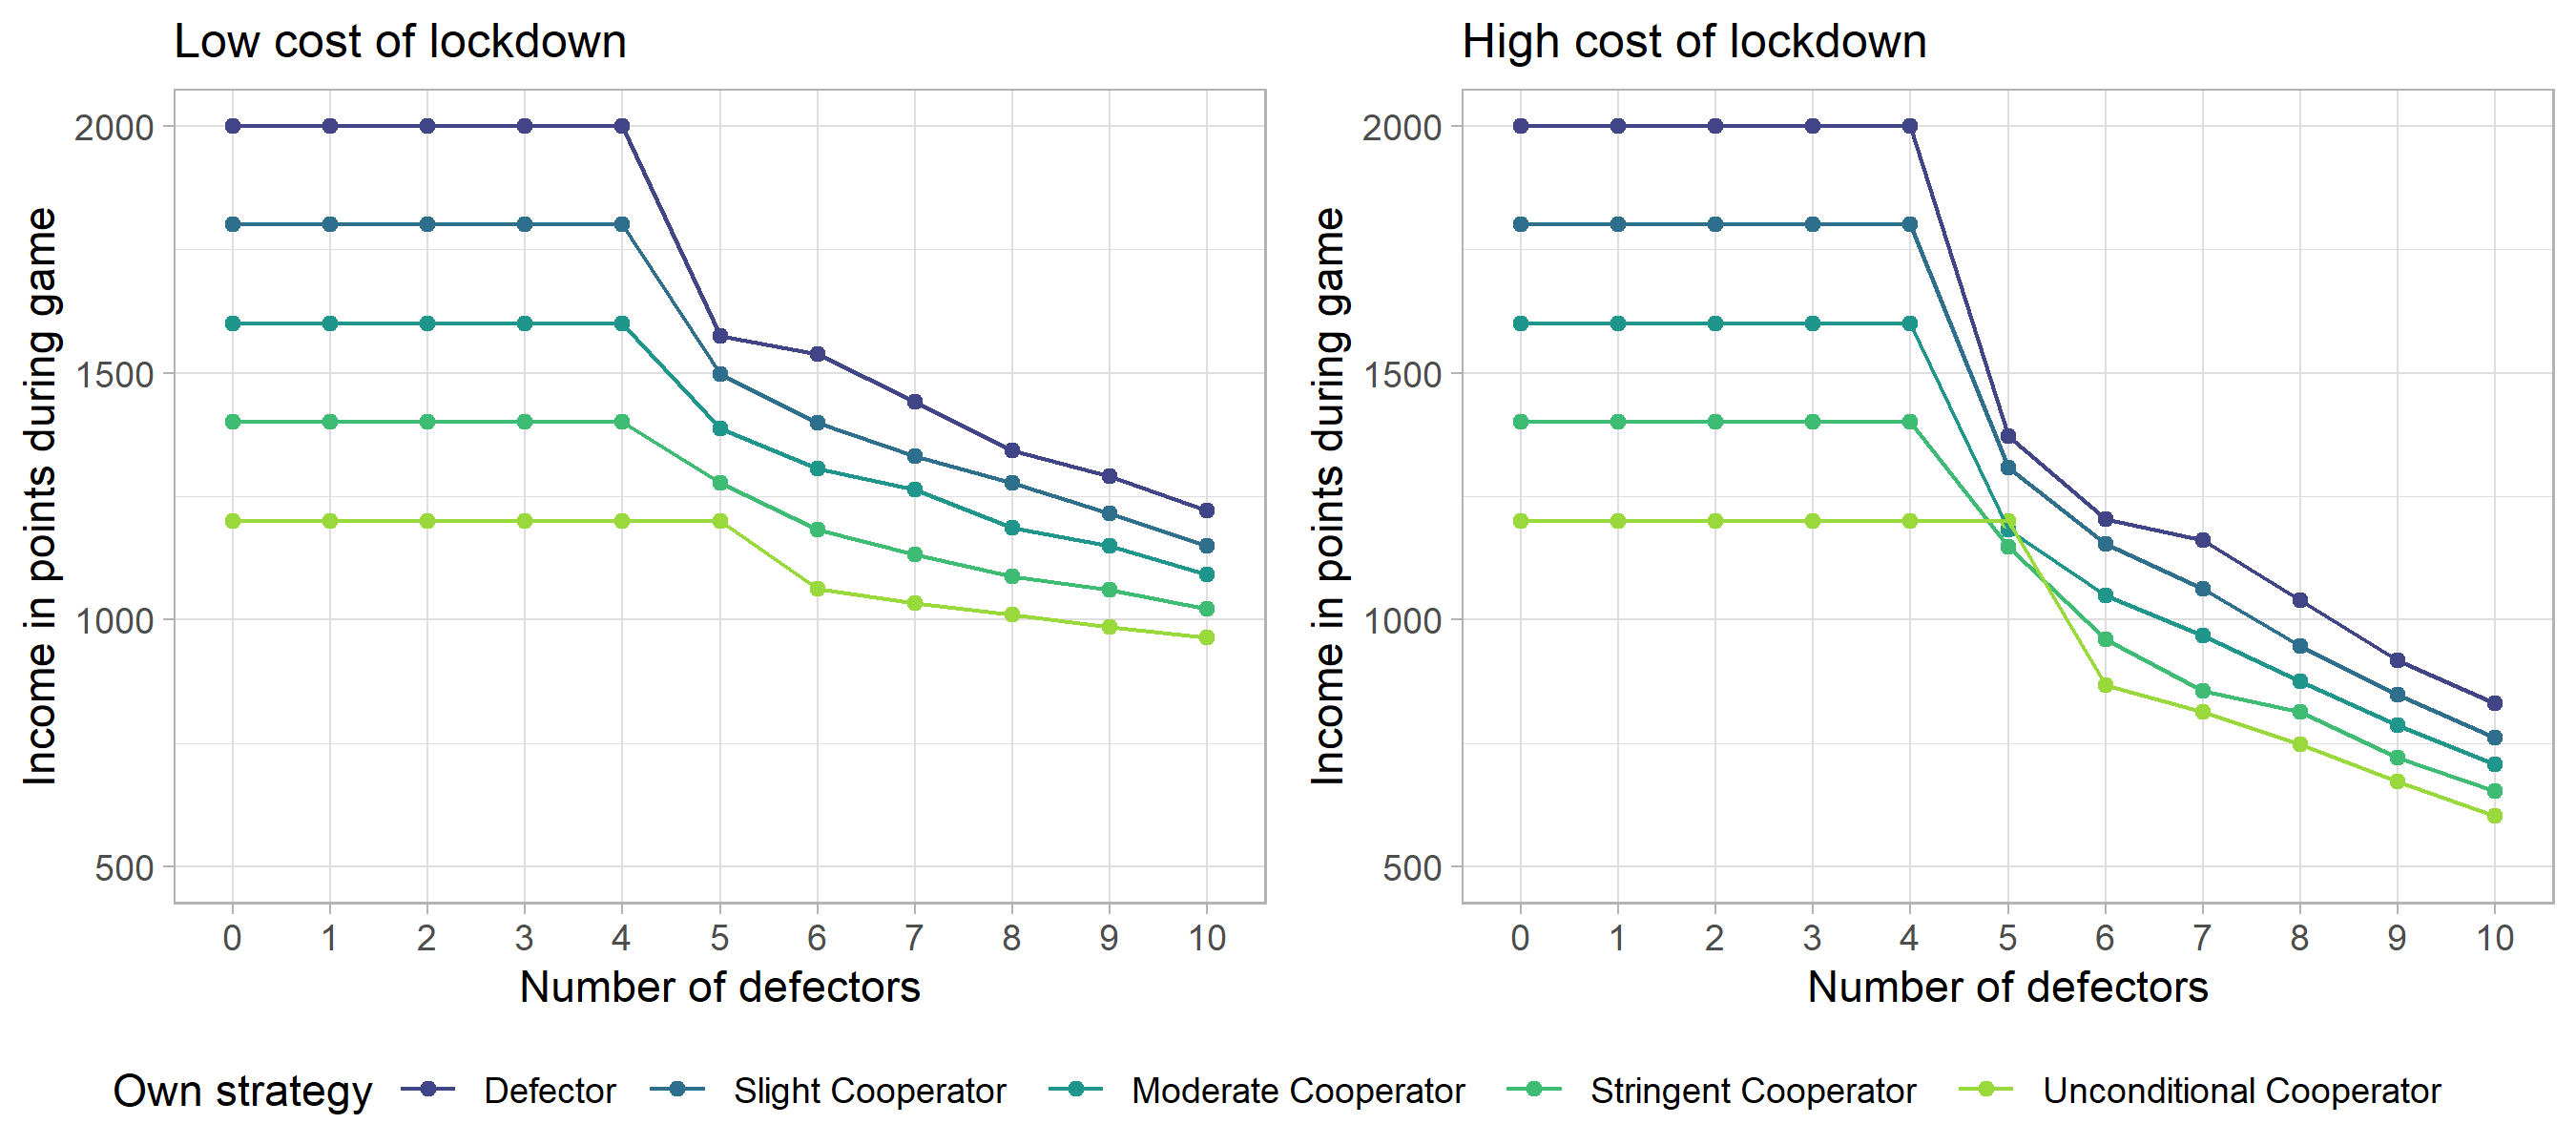 Low cost of lockdown
Income in points during game
2000
1500
1000
500
0 1 2 3 4 5 6 7 8 9 10
Number of defectors
High cost of lockdown
Income in points during game
2000
1500
1000
500
0 1 2 3 4 5 6 7 8 9 10
Number of defectors
Own strategy Defector Slight Cooperator Moderate Cooperator Stringent Cooperator Unconditional Cooperator